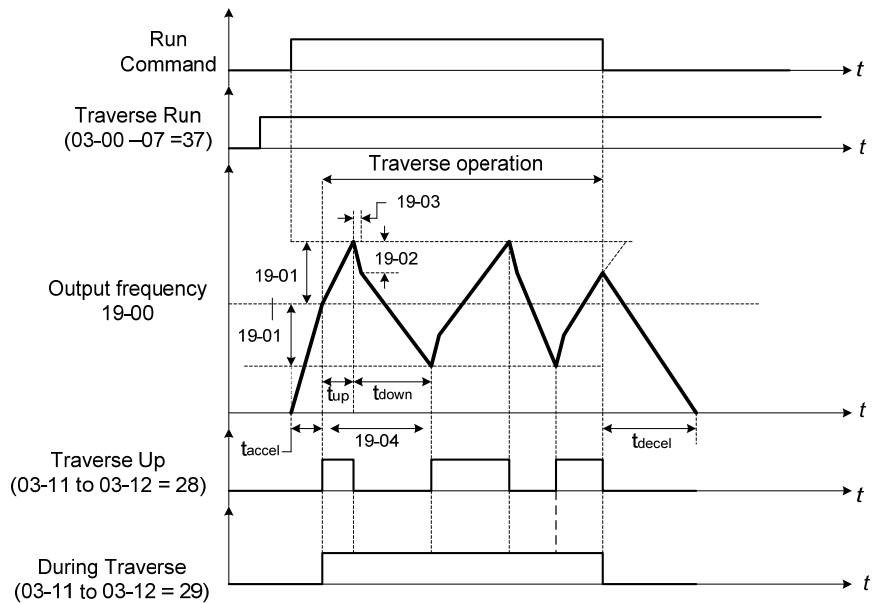 Run
Command
t
Traverse Run
(03-00 –07 =37)
t
Traverse operation
19-03
19-02
19-01
Output frequency
19-00
19-01
tup
tdown
t
taccel
19-04
tdecel
Traverse Up
(03-11 to 03-12 = 28)
t
During Traverse
(03-11 to 03-12 = 29)
t